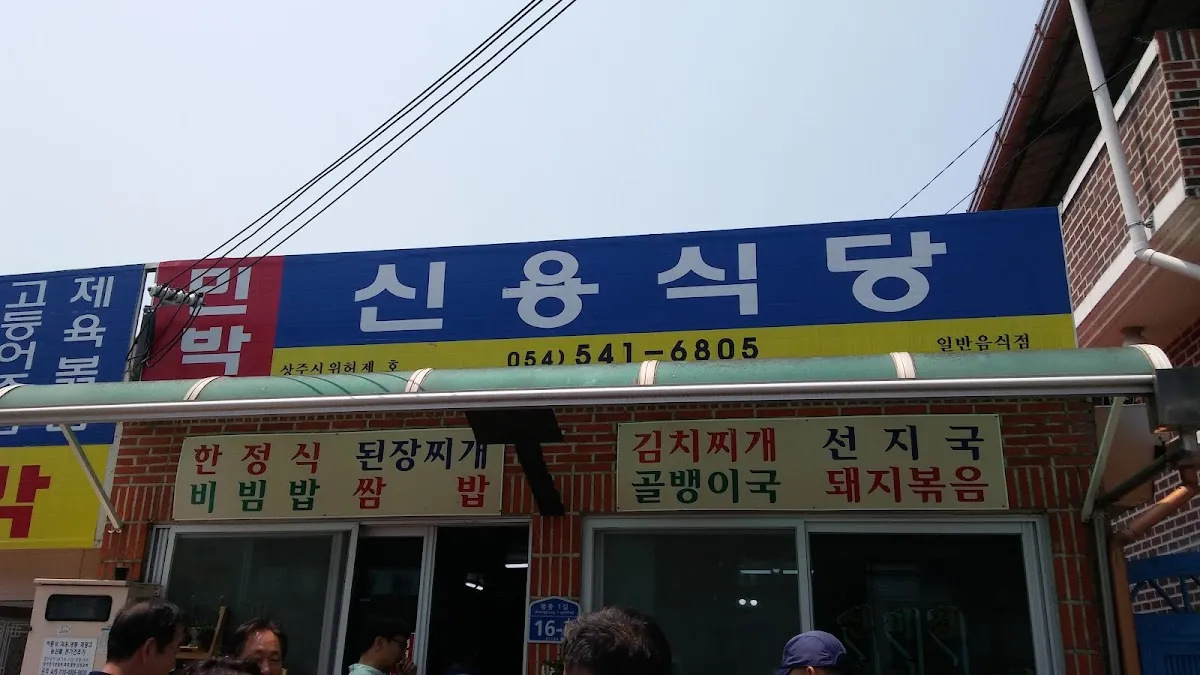 민박
신용식당
054) 541-6805
상주시위허제 호
일반음식점
고등어
제육볶
박
한정식 된장찌개
비빔밥 쌈밥
김치찌개 선지국
골뱅이국 돼지볶음
16-